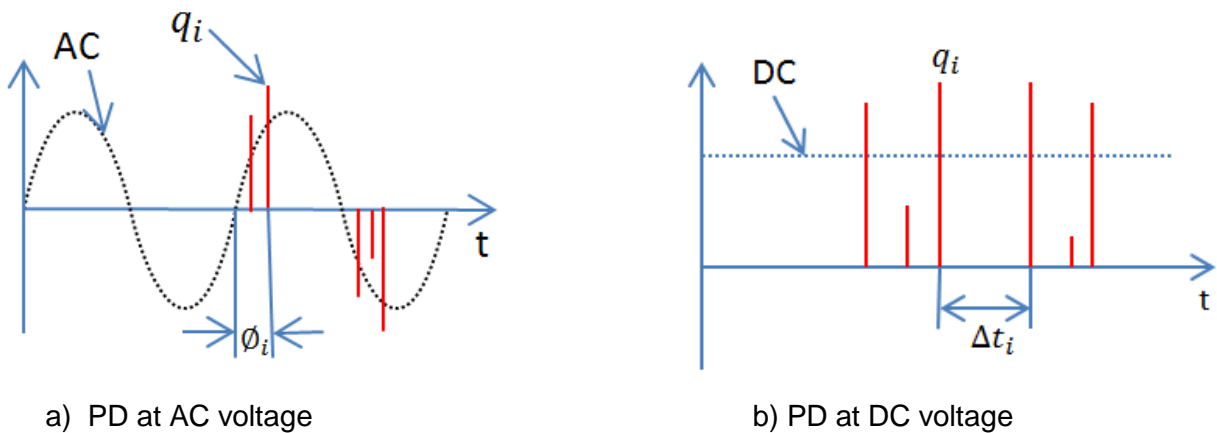 AC
q_i
t
∅_i
a) PD at AC voltage
DC
q_i
t
Δt_i
b) PD at DC voltage